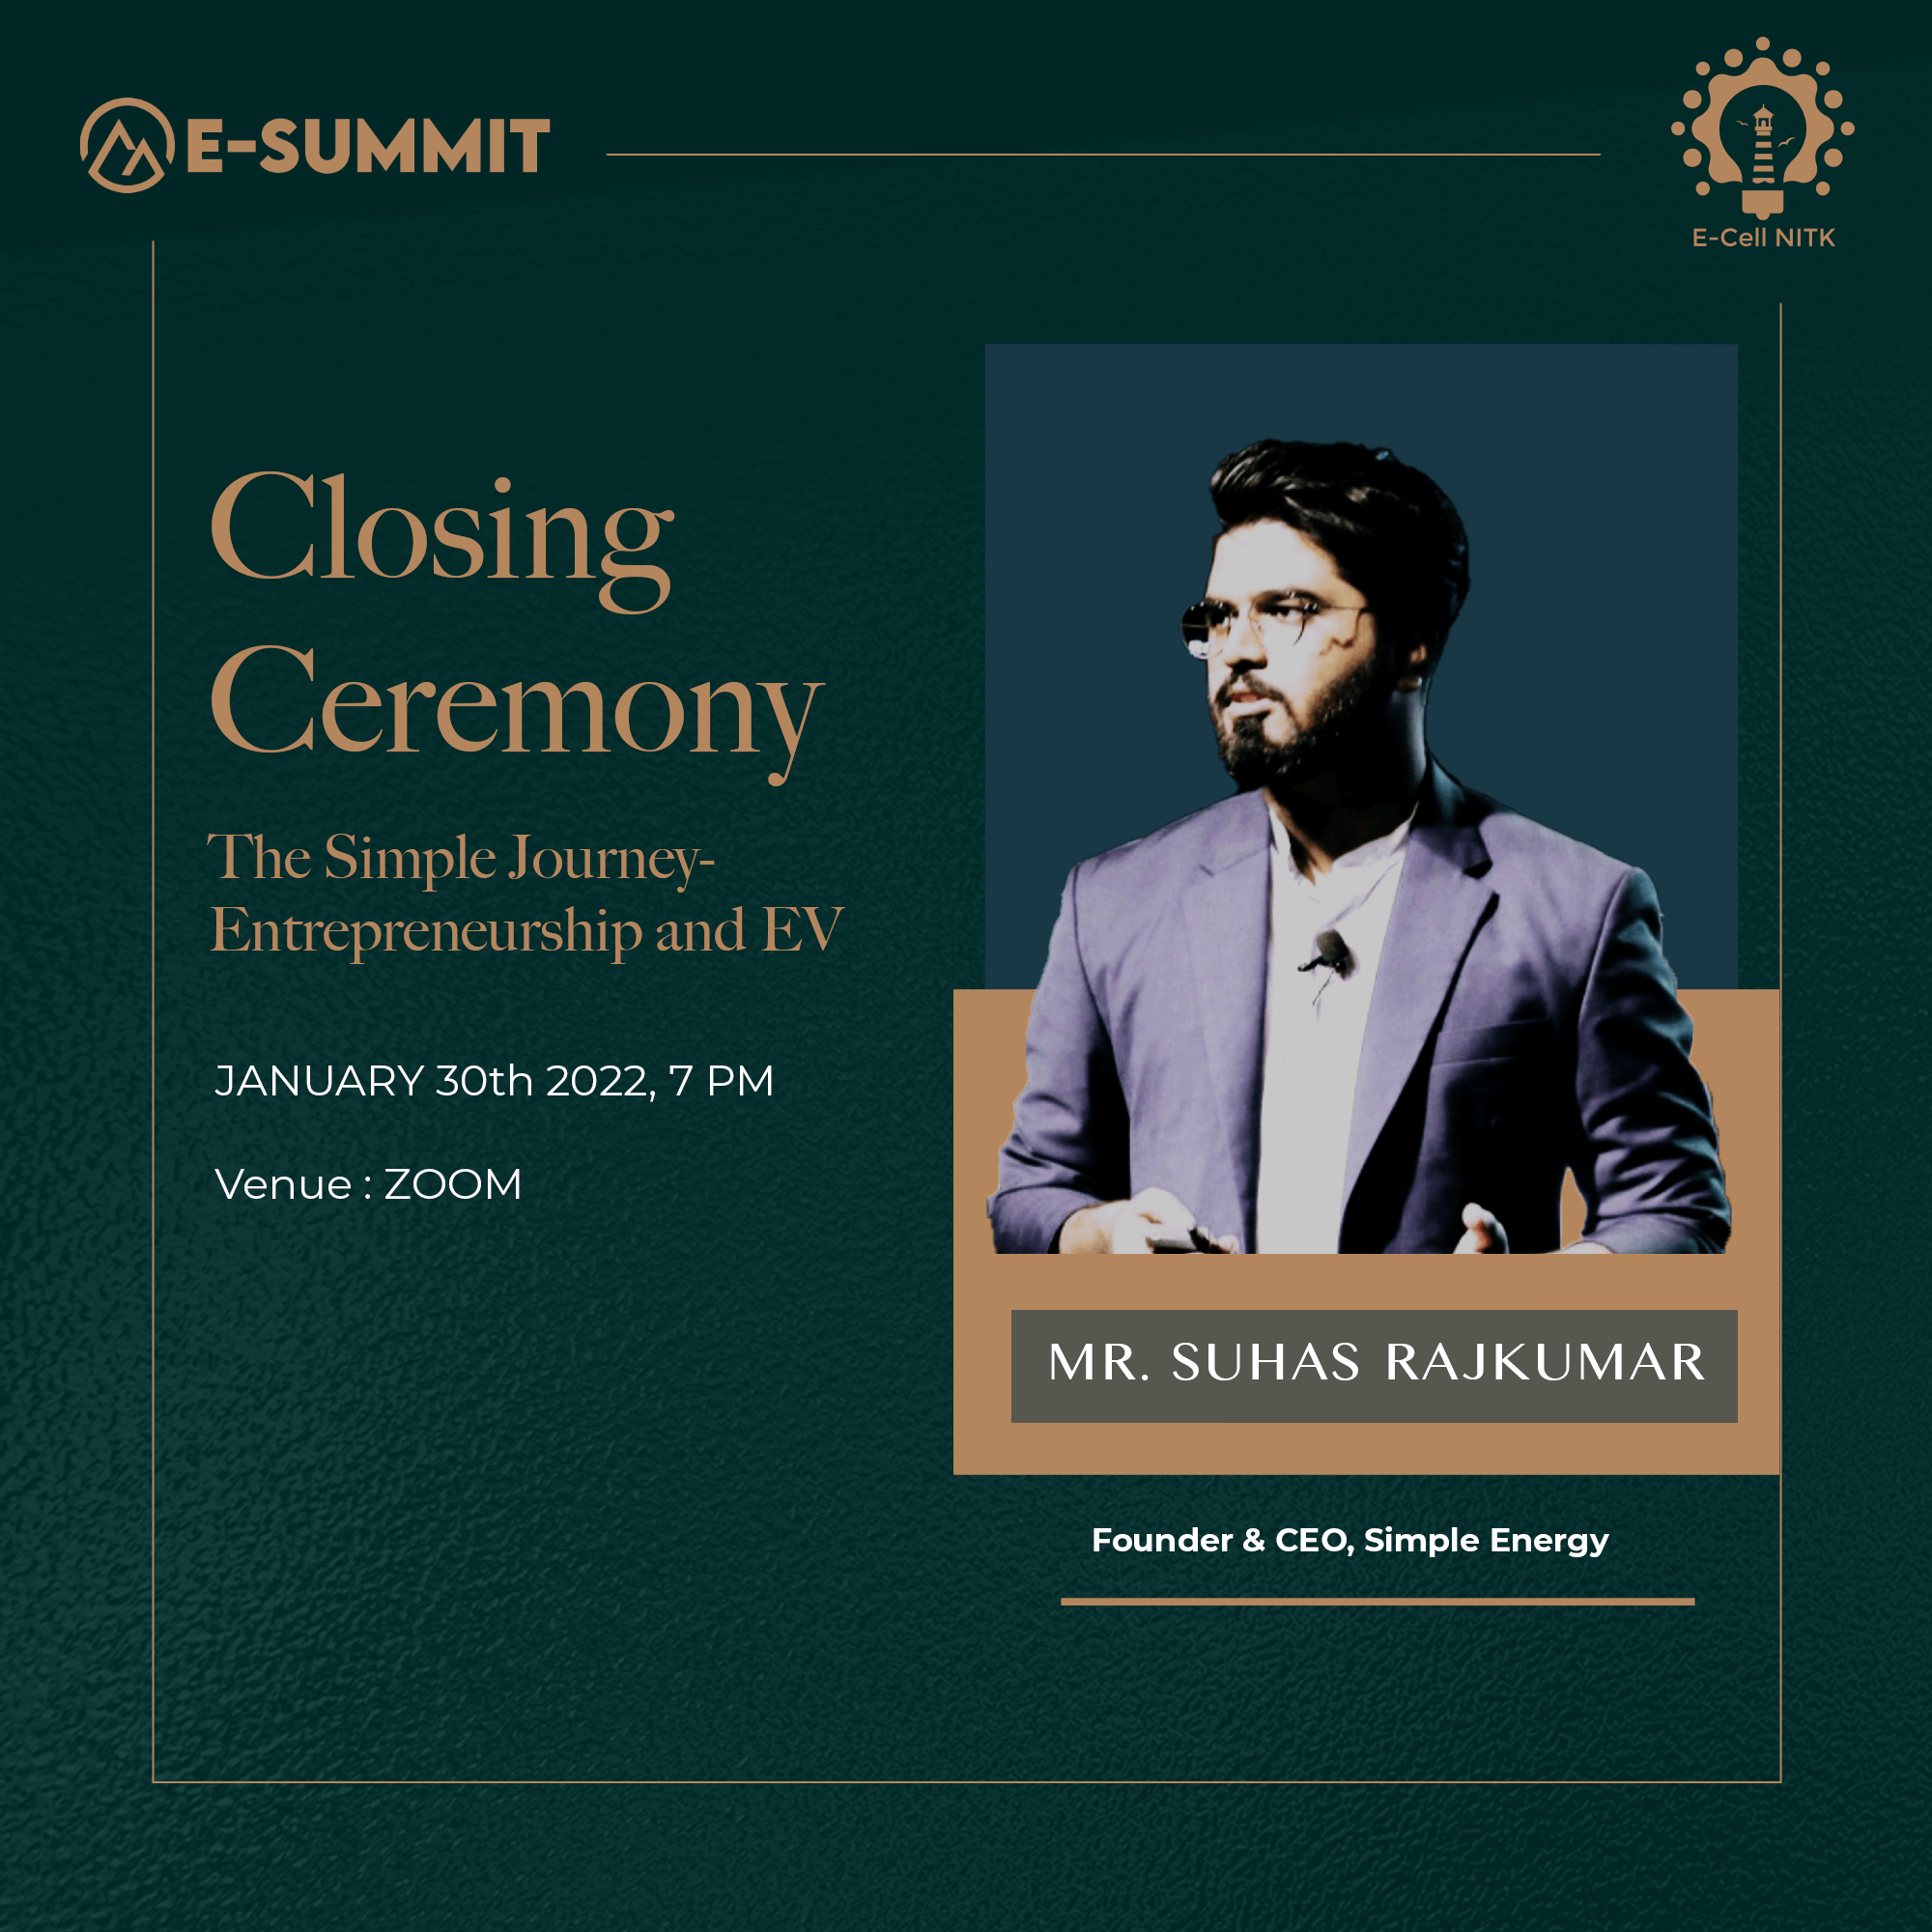 E-SUMMIT
E-Cell NITK
Closing
Ceremony
The Simple Journey-
Entrepreneurship and EV
JANUARY 30th 2022, 7 PM
Venue : ZOOM
MR. SUHAS RAJKUMAR
Founder & CEO, Simple Energy